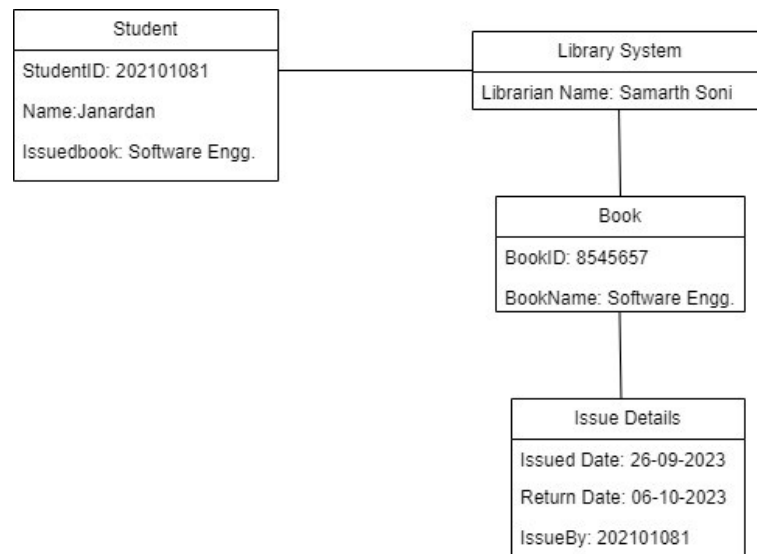 Student
StudentID: 202101081
Name:Janardan
Issuedbook: Software Engg.
Library System
Librarian Name: Samarth Soni
Book
BookID: 8545657
BookName: Software Engg.
Issue Details
Issued Date: 26-09-2023
Return Date: 06-10-2023
IssueBy: 202101081